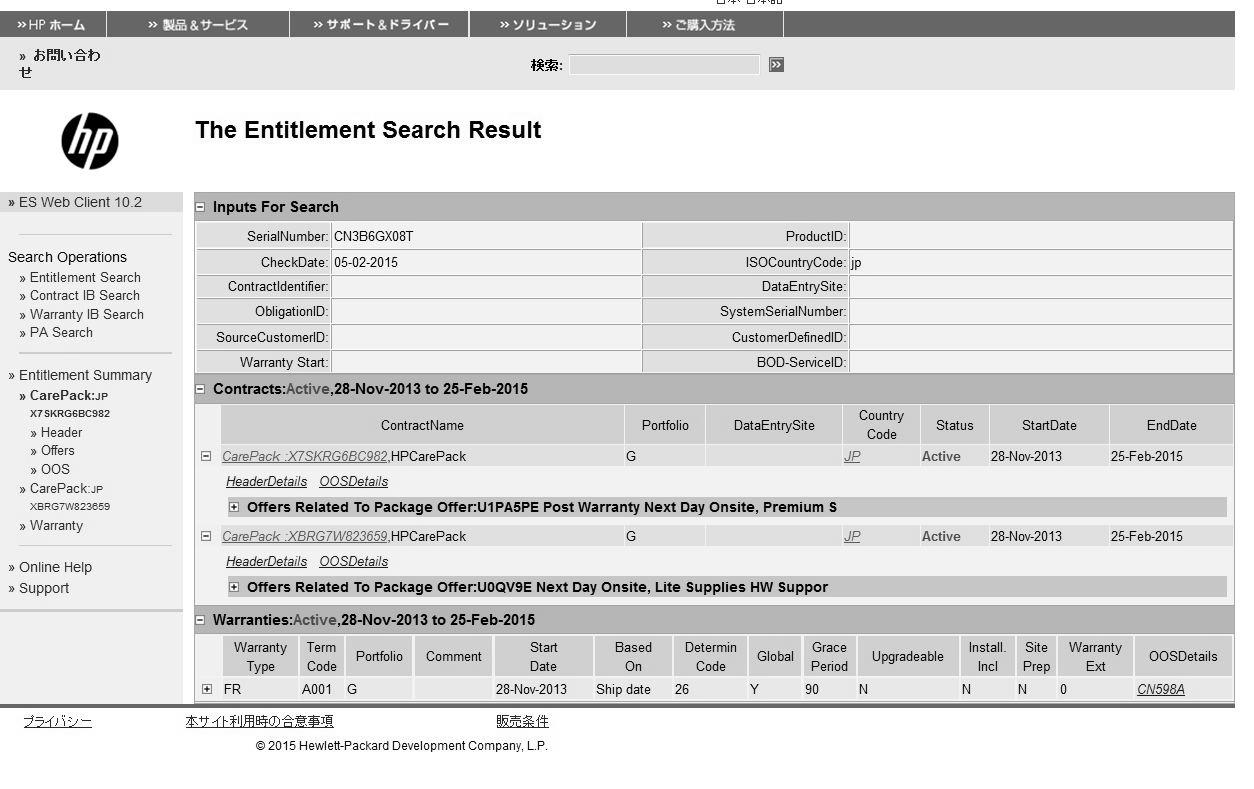 » HP ホーム » 製品＆サービス » サポート＆ドライバー » ソリューション » ご購入方法
» お問い合わ
せ
検索: »
hp
The Entitlement Search Result
» ES Web Client 10.2
Search Operations
» Entitlement Search
» Contract IB Search
» Warranty IB Search
» PA Search
» Entitlement Summary
» CarePack:JP
X7SKRG6BC982
» Header
» Offers
» OOS
» CarePack:JP
XBRG7W823659
» Warranty
» Online Help
» Support
Inputs For Search
SerialNumber: CN3B6GX08T ProductID:
CheckDate: 05-02-2015 ISOCountryCode: jp
ContractIdentifier: DataEntrySite:
ObligationID: SystemSerialNumber:
SourceCustomerID: CustomerDefinedID:
Warranty Start: BOD-ServiceID:
Contracts:Active,28-Nov-2013 to 25-Feb-2015
ContractName Portfolio DataEntrySite Country Code Status StartDate EndDate
CarePack :X7SKRG6BC982,HPCarePack G JP Active 28-Nov-2013 25-Feb-2015
HeaderDetails OOSDetails
Offers Related To Package Offer:U1PA5PE Post Warranty Next Day Onsite, Premium S
CarePack :XBRG7W823659,HPCarePack G JP Active 28-Nov-2013 25-Feb-2015
HeaderDetails OOSDetails
Offers Related To Package Offer:U0QV9E Next Day Onsite, Lite Supplies HW Suppor
Warranties:Active,28-Nov-2013 to 25-Feb-2015
Warranty Type Term Code Portfolio Comment Start Date Based On Determin Code Global Grace Period Upgradeable Install. Incl Site Prep Warranty Ext OOSDetails
FR A001 G 28-Nov-2013 Ship date 26 Y 90 N N N 0 CN598A
プライバシー 本サイト利用時の合意事項 販売条件
© 2015 Hewlett-Packard Development Company, L.P.